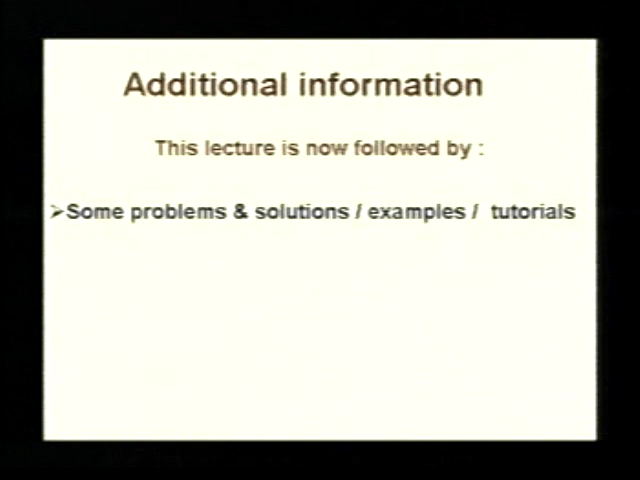 Additional information
This lecture is now followed by :
➢Some problems & solutions / examples / tutorials